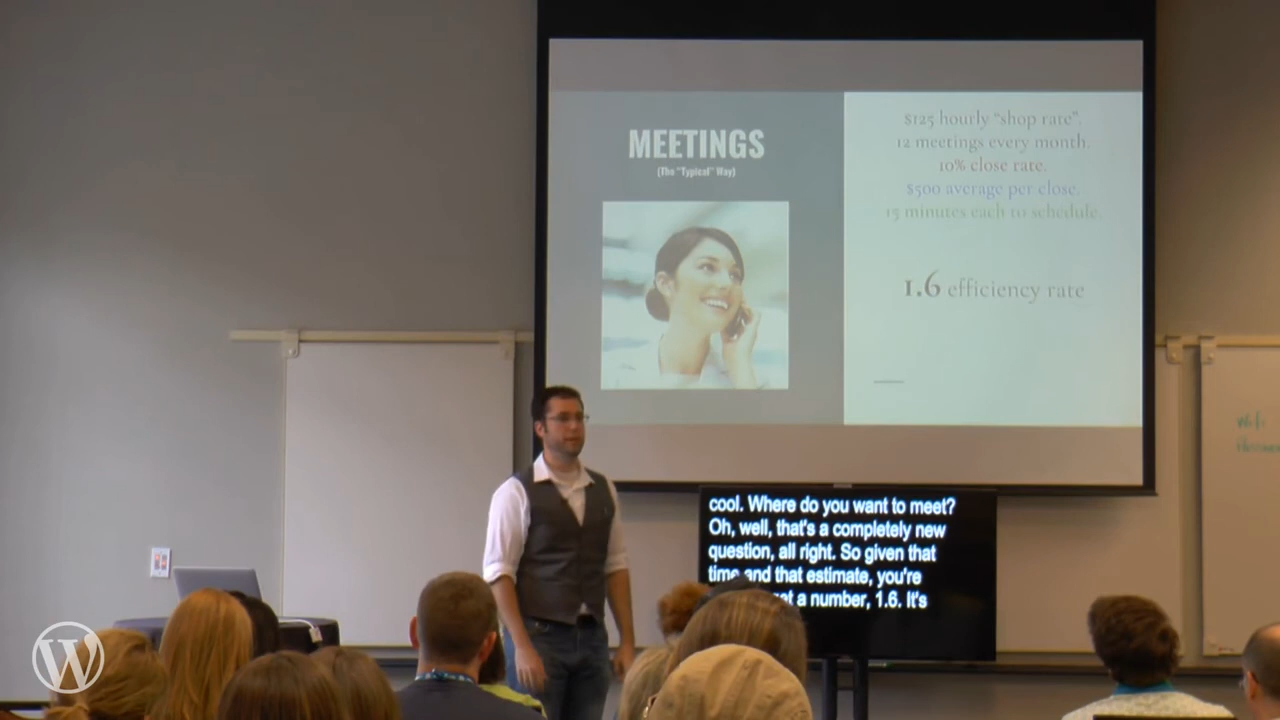 MEETINGS
(The "Typical" Way)
$125 hourly "shop rate".
12 meetings every month.
10% close rate.
$500 average per close.
15 minutes each to schedule.
1.6 efficiency rate
cool. Where do you want to meet?
Oh, well, that's a completely new
question, all right. So given that
time and that estimate, you're
a number, 1.6. It's